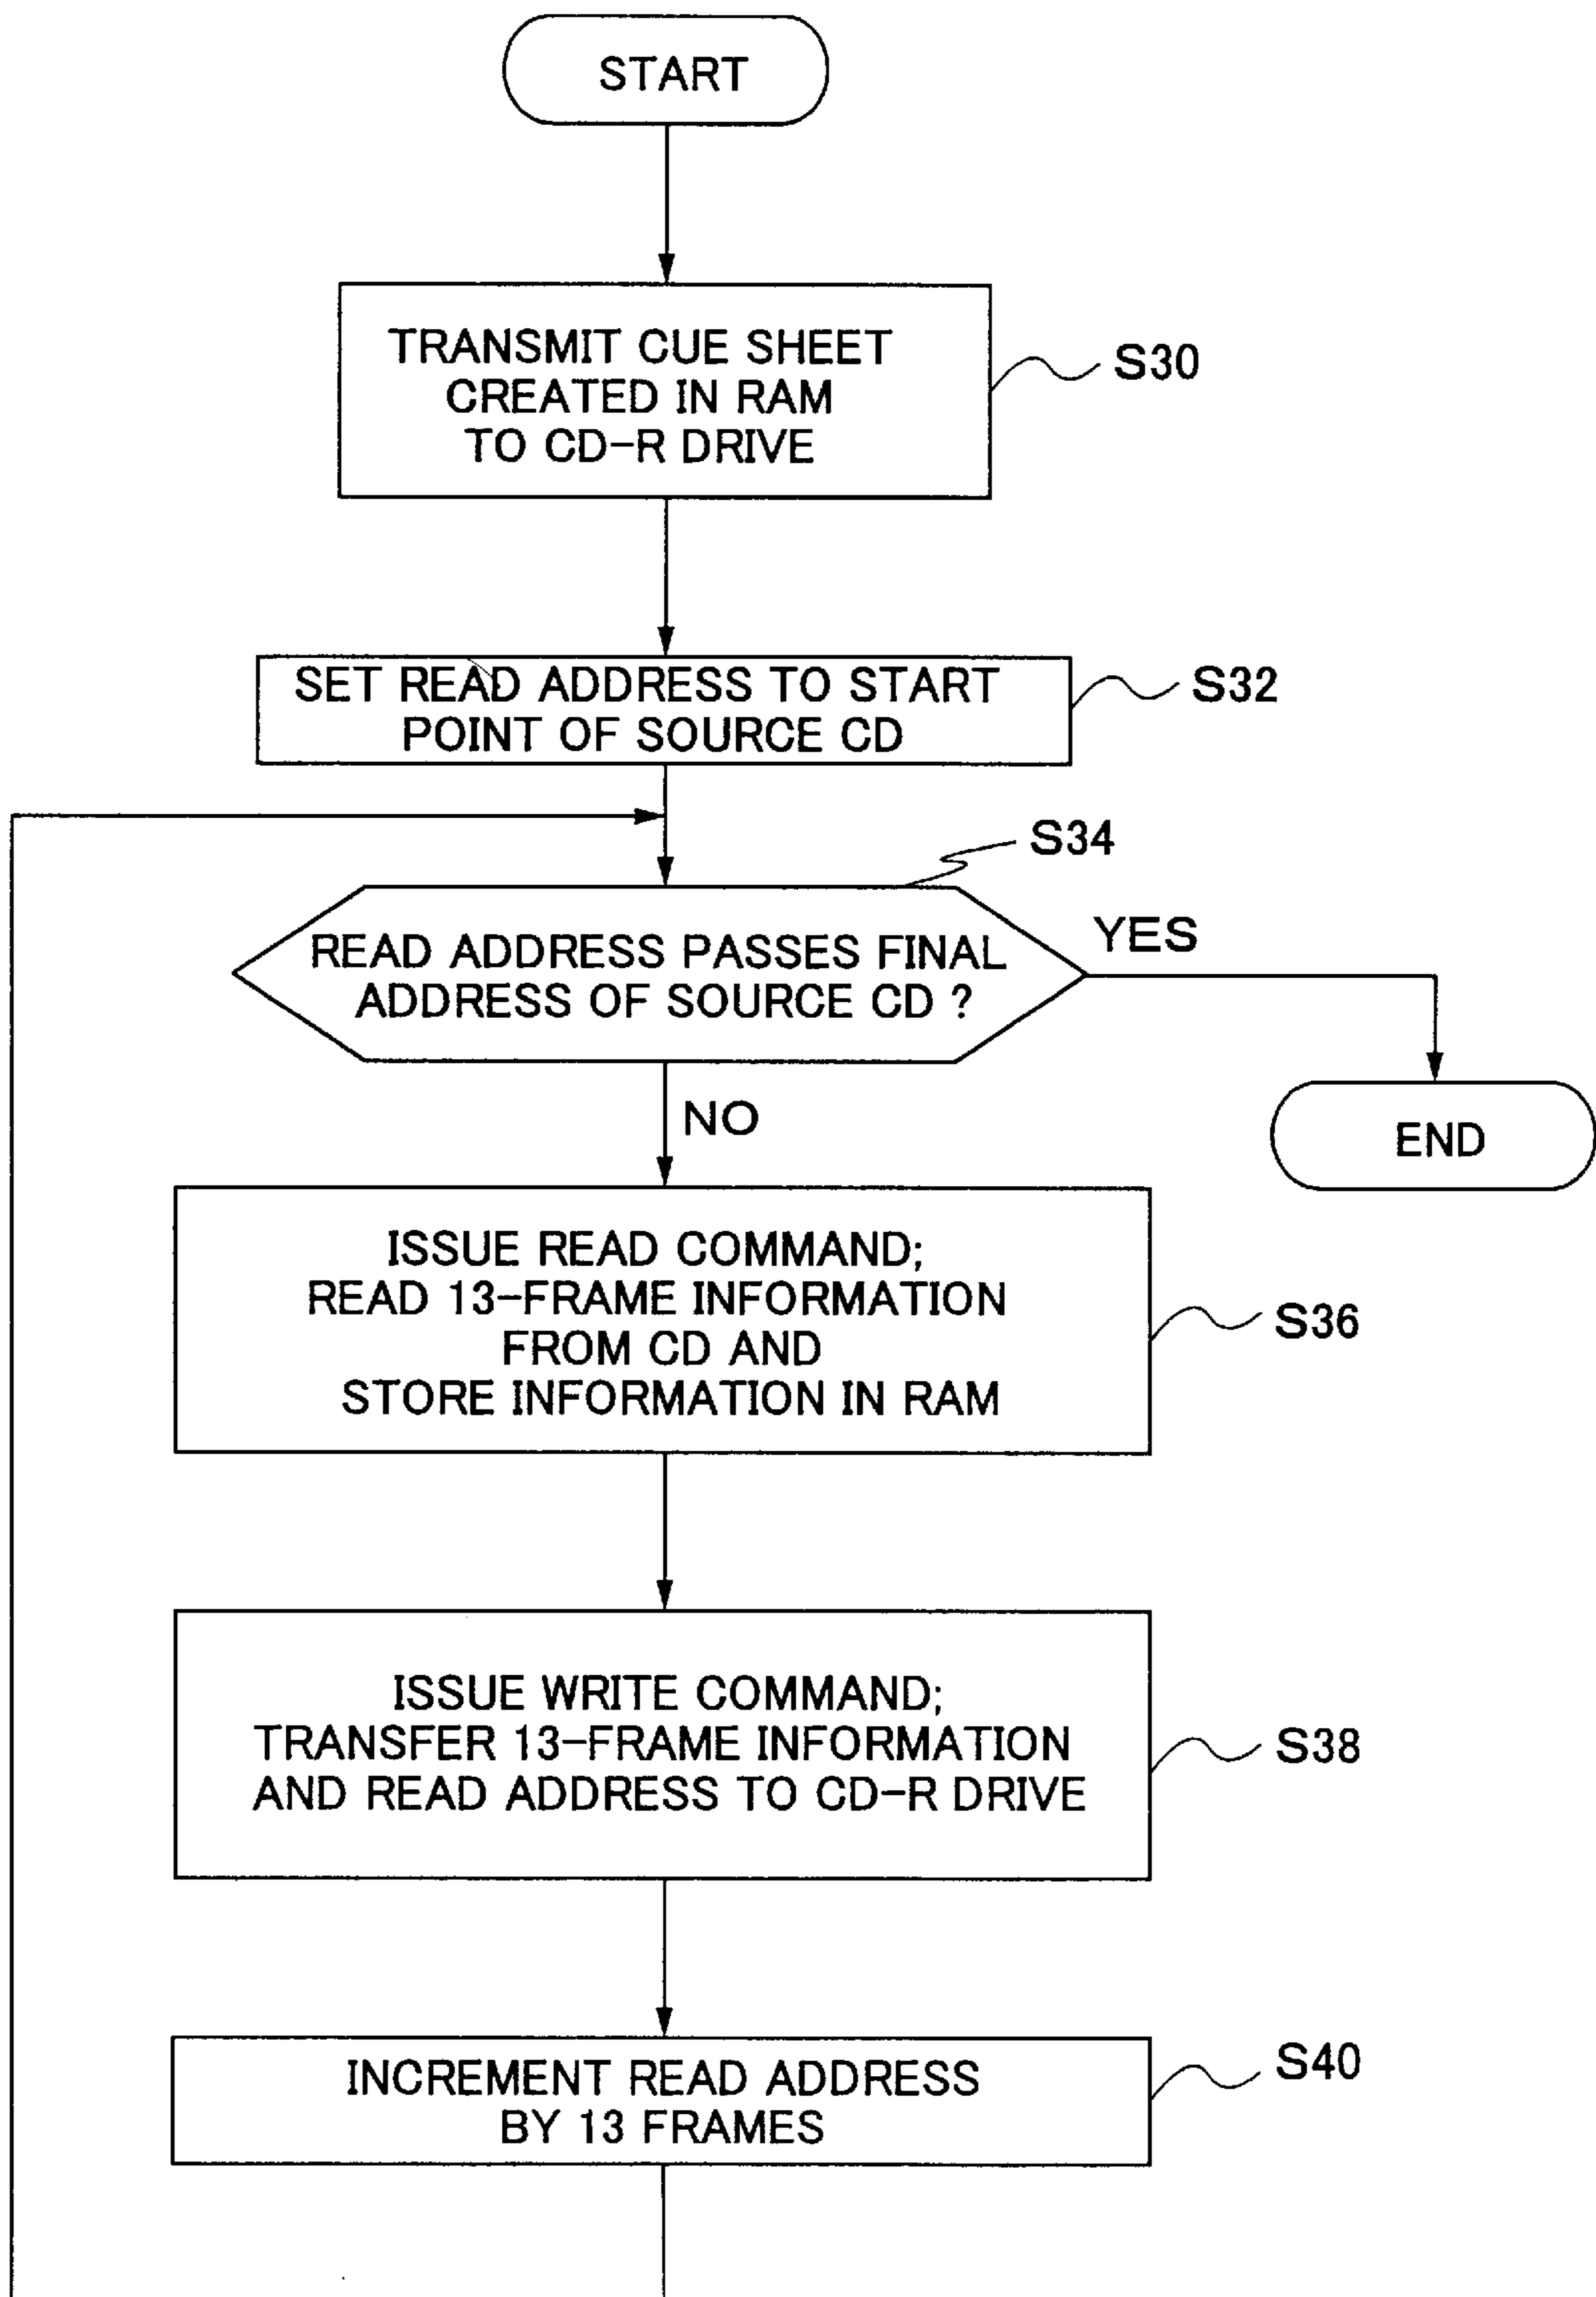 START
TRANSMIT CUE SHEET
CREATED IN RAM
TO CD-R DRIVE
S30
SET READ ADDRESS TO START
POINT OF SOURCE CD
S32
S34
READ ADDRESS PASSES FINAL
ADDRESS OF SOURCE CD ?
YES
NO
END
ISSUE READ COMMAND;
READ 13-FRAME INFORMATION
FROM CD AND
STORE INFORMATION IN RAM
S36
ISSUE WRITE COMMAND;
TRANSFER 13-FRAME INFORMATION
AND READ ADDRESS TO CD-R DRIVE
S38
INCREMENT READ ADDRESS
BY 13 FRAMES
S40